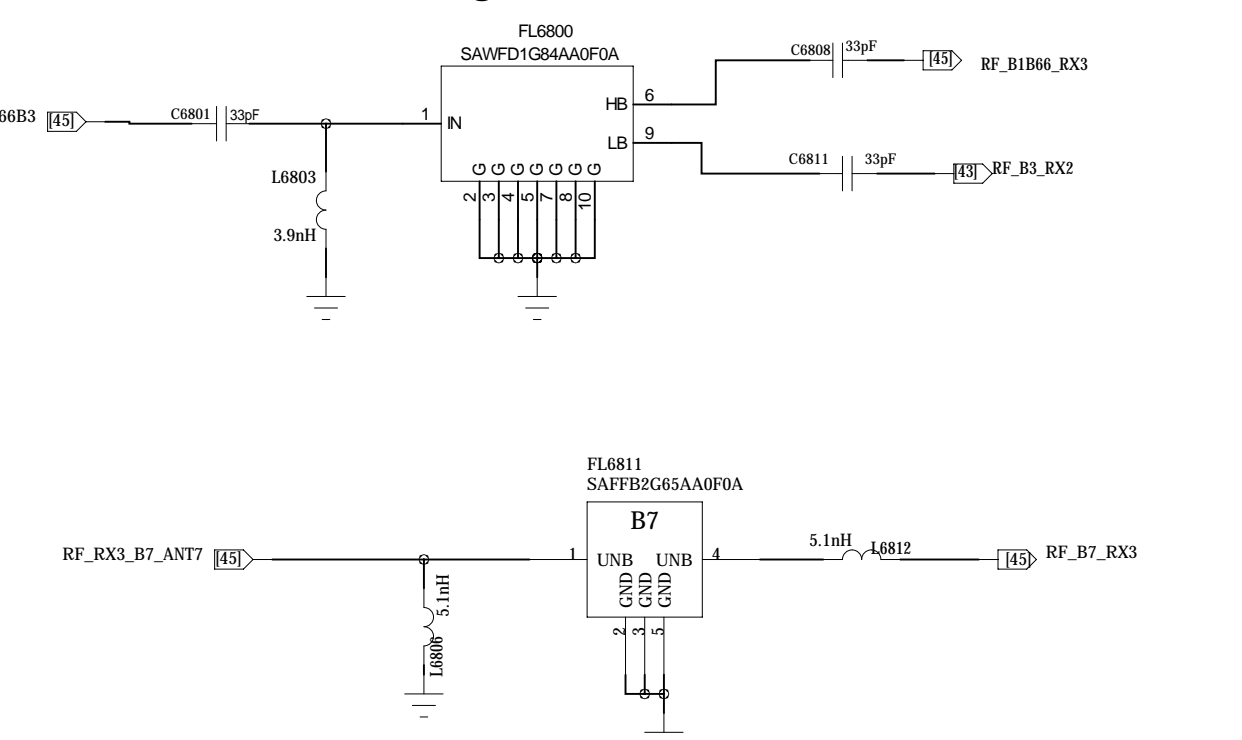 FL6800
SAWFD1G84AA0F0A
C6808 33pF [45] RF_B1B66_RX3
HB 6
66B3 [45] C6801 33pF 1 IN
LB 9
C6811 33pF [43] RF_B3_RX2
G G G G G G G
L6803
2 3 4 5 7 8 10
3.9nH
FL6811
SAFFB2G65AA0F0A
B7
RF_RX3_B7_ANT7 [45] 1 UNB UNB 4 5.1nH L6812 [45] RF_B7_RX3
GND GND GND
5.1nH
2 3 5
L6806